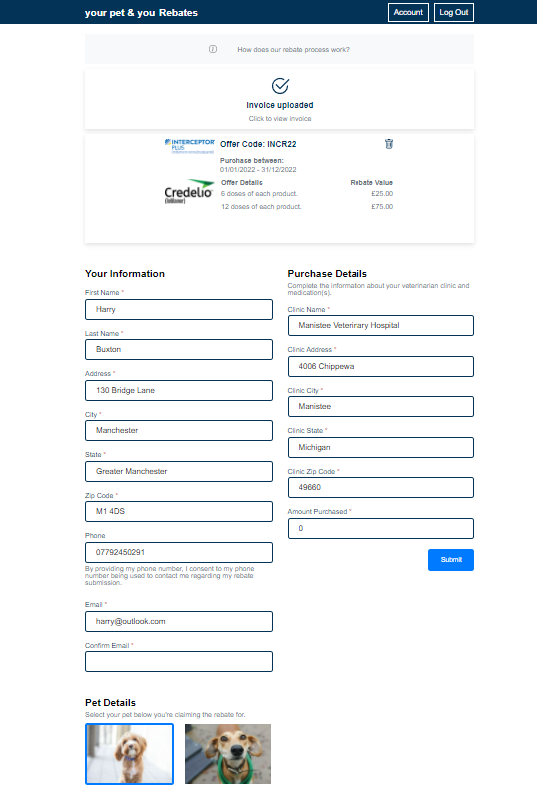 your pet & you Rebates
Account
Log Out
How does our rebate process work?
Invoice uploaded
Click to view invoice
INTERCEPTOR
PLUS
Offer Code: INCR22
Purchase between:
01/01/2022 - 31/12/2022
Credelio
(lotilaner)
Offer Details
Rebate Value
6 doses of each product.
£25.00
12 doses of each product.
£75.00
Your Information
First Name *
Harry
Last Name *
Buxton
Address *
130 Bridge Lane
City *
Manchester
State *
Greater Manchester
Zip Code *
M1 4DS
Phone
07792450291
By providing my phone number, I consent to my phone
number being used to contact me regarding my rebate
submission.
Email *
harry@outlook.com
Confirm Email *
Purchase Details
Complete the informaton about your veterinarian clinic and
medication(s).
Clinic Name *
Manistee Veterinary Hospital
Clinic Address *
4006 Chippewa
Clinic City *
Manistee
Clinic State *
Michigan
Clinic Zip Code *
49660
Amount Purchased *
0
Submit
Pet Details
Select your pet below you're claiming the rebate for.